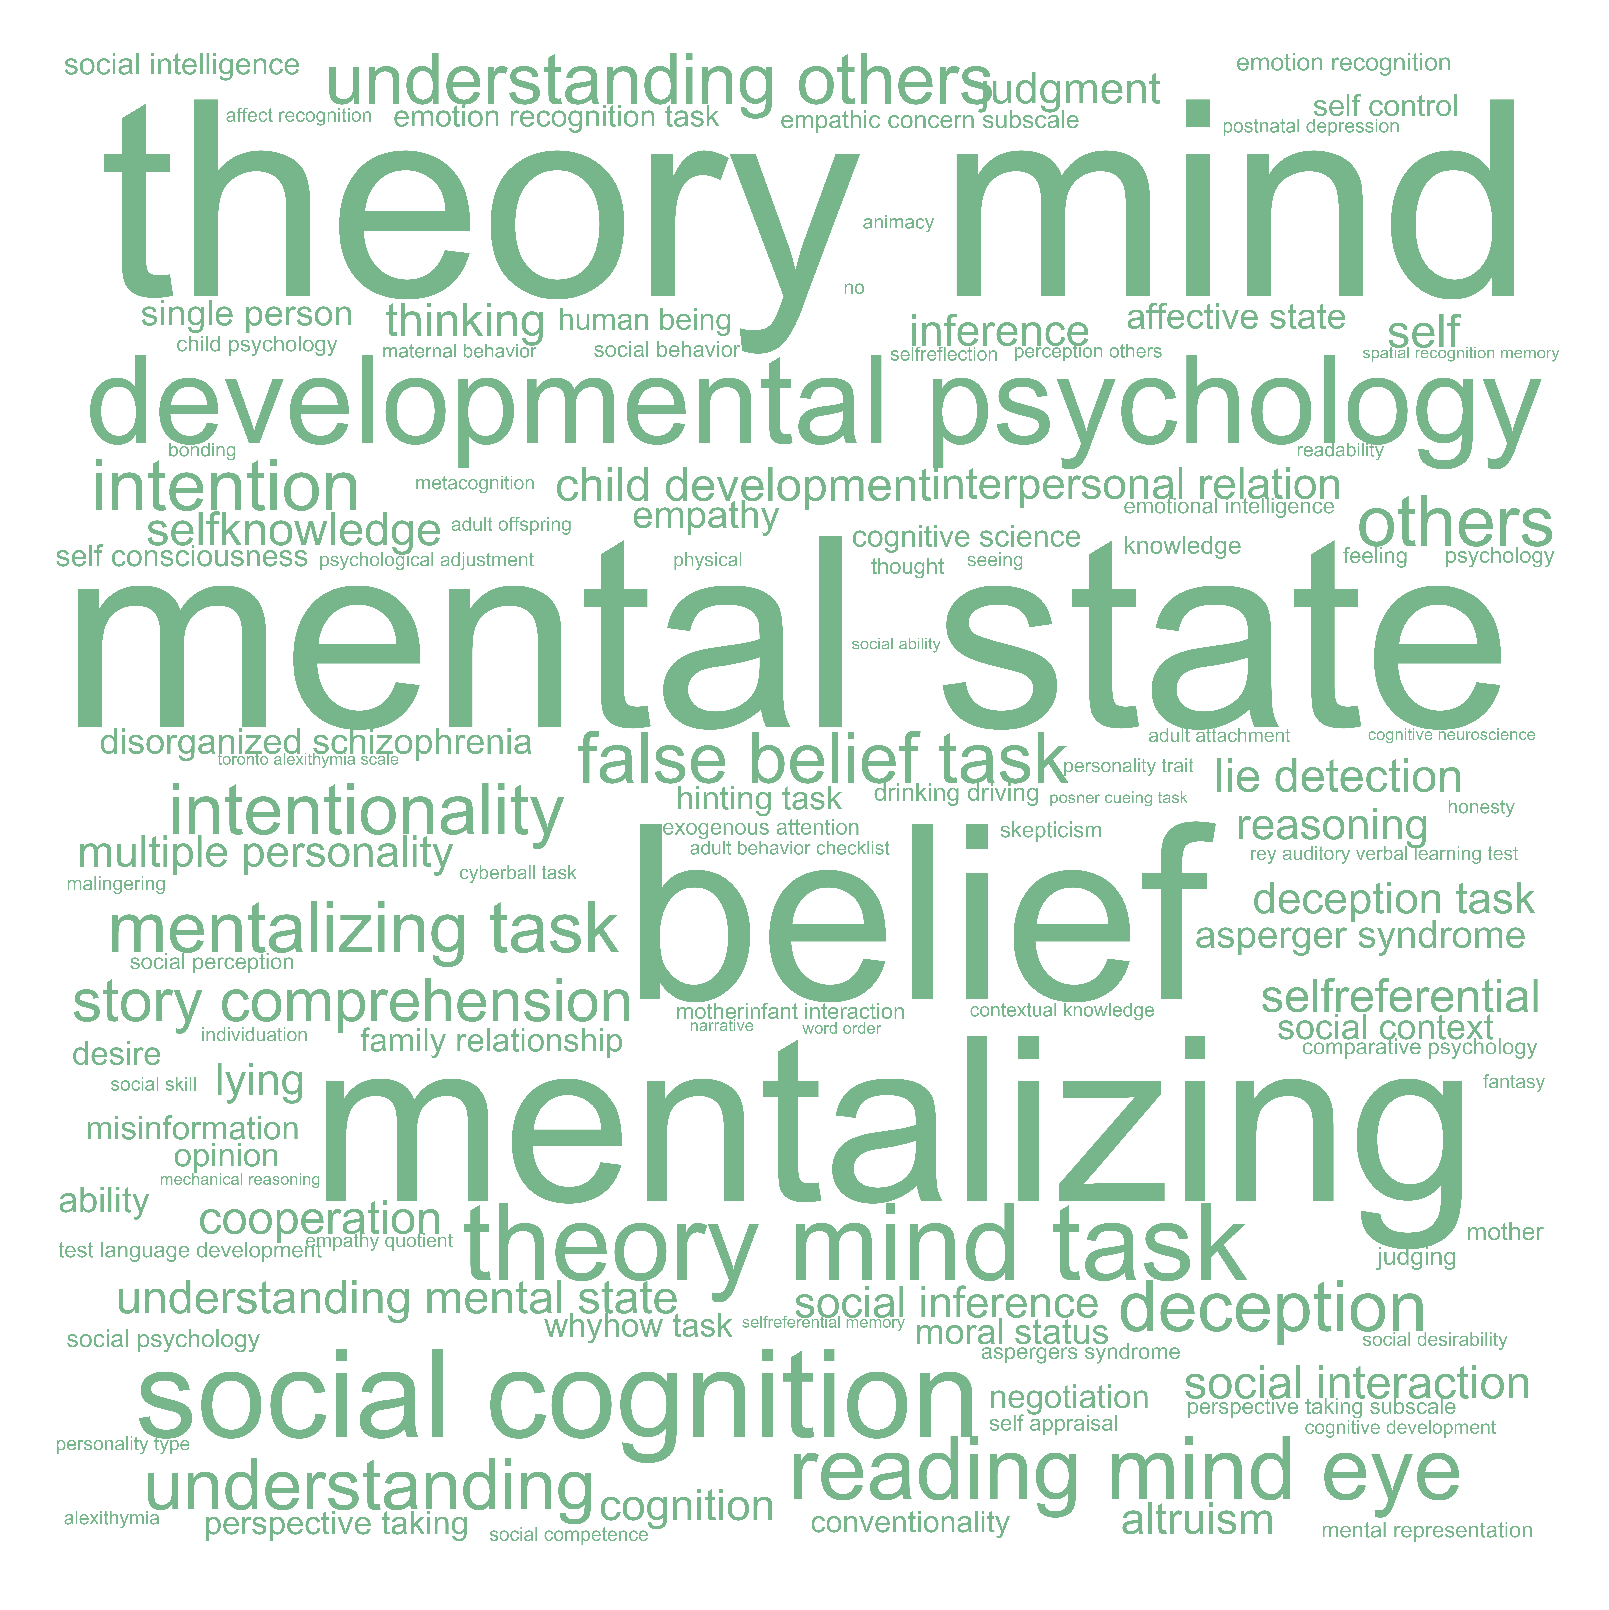 social intelligence
understanding others
judgment
emotion recognition
affect recognition
emotion recognition task
empathic concern subscale
self control
postnatal depression
theory mind
animacy
no
single person
thinking
human being
inference
affective state
self
child psychology
maternal behavior
social behavior
selfreflection
perception others
spatial recognition memory
developmental psychology
bonding
readability
intention
metacognition
child development
interpersonal relation
emotional intelligence
selfknowledge
adult offspring
empathy
others
self consciousness
psychological adjustment
physical
cognitive science
knowledge
thought
seeing
feeling
psychology
mental state
social ability
disorganized schizophrenia
toronto alexithymia scale
false belief task
adult attachment
cognitive neuroscience
personality trait
lie detection
intentionality
hinting task
drinking driving
posner cueing task
honesty
exogenous attention
skepticism
reasoning
multiple personality
adult behavior checklist
rey auditory verbal learning test
malingering
cyberball task
belief
deception task
mentalizing task
asperger syndrome
social perception
story comprehension
motherinfant interaction
contextual knowledge
selfreferential
individuation
family relationship
narrative
word order
social context
desire
comparative psychology
social skill
lying
mentalizing
fantasy
misinformation
opinion
mechanical reasoning
ability
cooperation
theory mind task
mother
test language development
empathy quotient
judging
understanding mental state
social inference
deception
whyhow task
selfreferential memory
moral status
social psychology
aspergers syndrome
social desirability
social cognition
negotiation
social interaction
self appraisal
perspective taking subscale
cognitive development
personality type
understanding
reading mind eye
cognition
alexithymia
perspective taking
social competence
conventionality
altruism
mental representation